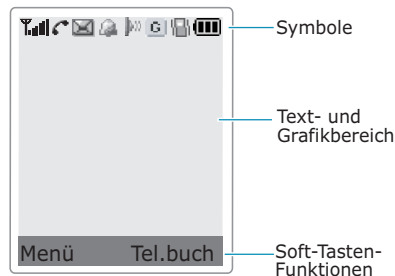 G
Symbole
Text- und
Grafikbereich
Menü Tel.buch
Soft-Tasten-
Funktionen